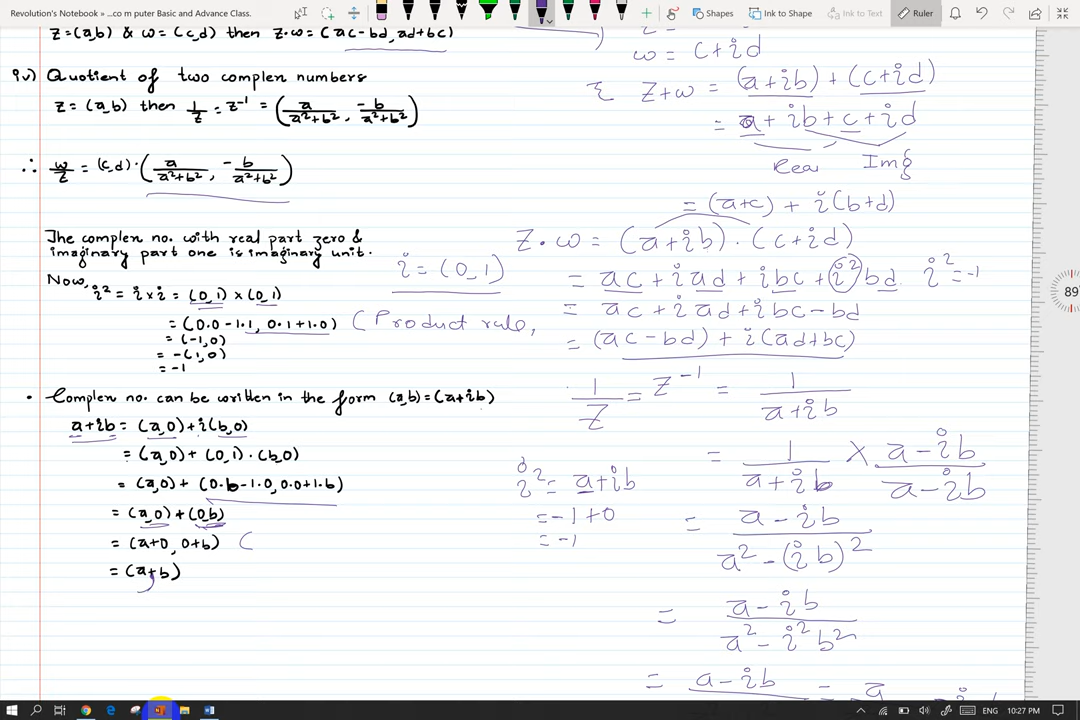 Revolution's Notebook » ...co m puter Basic and Advance Class.
Shapes
Ink to Shape
Ink to Text
Ruler
z=(a,b) & w=(c,d) then z·w=(ac-bd, ad+bc)
iv) Quotient of two complex numbers
z=(a,b) then 1/z = z^-1 = (a/(a²+b²), -b/(a²+b²))
∴ w/z = (c,d)·(a/(a²+b²), -b/(a²+b²))
The complex no. with real part zero &
imaginary part one is imaginary unit.
i=(0,1)
Now,
i² = i×i = (0,1) × (0,1)
= (0.0-1.1, 0.1+1.0) (Product rule,
= (-1,0)
= -(1,0)
= -1
• Complex no. can be written in the form (a,b)=(a+ib)
a+ib = (a,0)+i(b,0)
= (a,0)+(0,1)·(b,0)
= (a,0)+(0.b-1.0, 0.0+1.b)
= (a,0)+(0,b)
= (a+0, 0+b) (
= (a+b)
w = c+id
z+w = (a+ib)+(c+id)
= a+ib+c+id
Img
= (a+c)+i(b+d)
z·w = (a+ib)·(c+id)
= ac+iad+ibc+i²bd i²=-1
= ac+iad+ibc-bd
= (ac-bd)+i(ad+bc)
1/z = z^-1 = 1/(a+ib)
= 1/(a+ib) × (a-ib)/(a-ib)
i² = a+ib
= -1+0
= -1
= (a-ib)/(a²-(ib)²)
= (a-ib)/(a²-i²b²)
= a-ib = a
89
ENG
10:27 PM